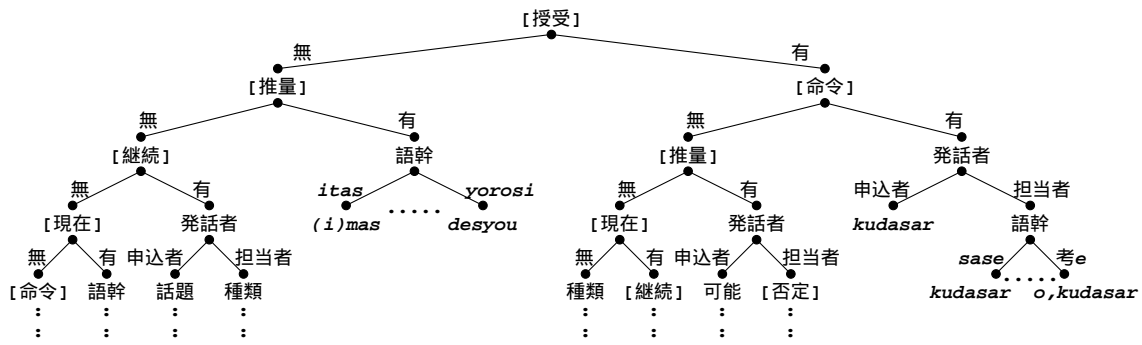 [授受]
無 有
[推量] [命令]
無 有 無 有
[継続] 語幹 [推量] 発話者
無 有 itas yorosi 無 有 申込者 担当者
[現在] 発話者 (i)mas ..... desyou [現在] 発話者 kudasar 語幹
無 有 申込者 担当者 無 有 申込者 担当者 sase 考e
[命令] 語幹 話題 種類 種類 [継続] 可能 [否定] kudasar ..... o,kudasar
: : : : : : : :
: : : : : : : :